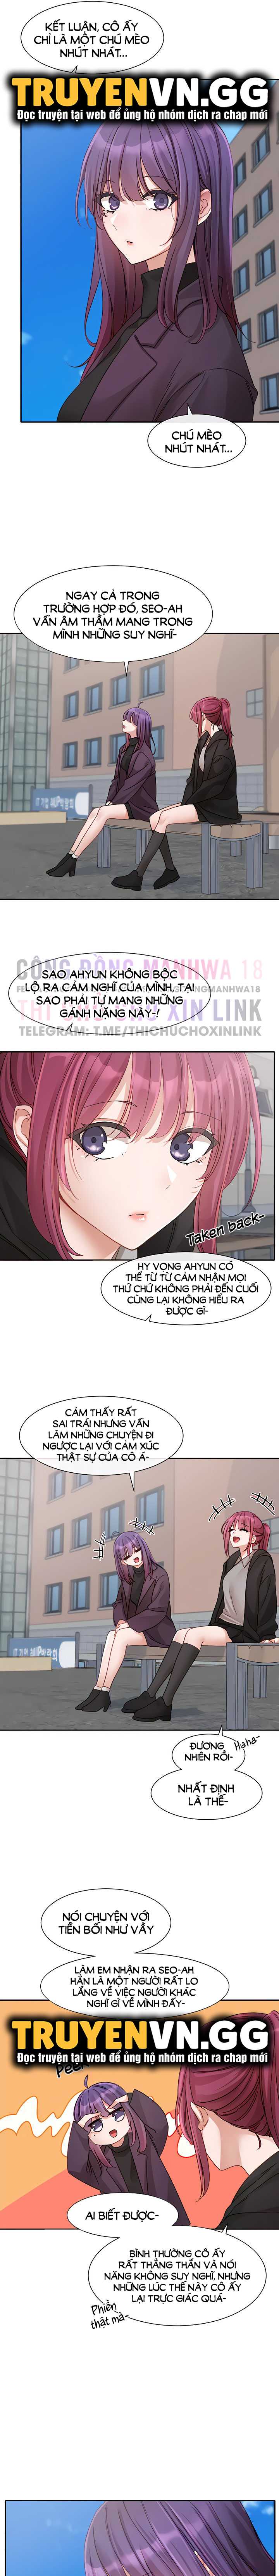 KẾT LUẬN, CÔ ẤY
CHỈ LÀ MỘT CHÚ MÈO
NHÚT NHÁT...
TRUYENVN.GG
Đọc truyện tại web để ủng hộ nhóm dịch ra chap mới
CHÚ MÈO
NHÚT NHÁT...
NGAY CẢ TRONG
TRƯỜNG HỢP ĐÓ, SEO-AH
VẪN ÂM THẦM MANG TRONG
MÌNH NHỮNG SUY NGHĨ-
CỘNG ĐỒNG MANHWA 18
SAO AHYUN KHÔNG BỘC
LỘ RA CẢM NGHĨ CỦA MÌNH, TẠI
SAO PHẢI TỰ MANG NHỮNG
GÁNH NẶNG NÀY-!
TELEGRAM: T.ME/THICHUCHOXINLINK
Taken back-
HY VỌNG AHYUN CÓ
THỂ TỪ TỪ CẢM NHẬN MỌI
THỨ CHỨ KHÔNG PHẢI ĐẾN CUỐI
CÙNG LẠI KHÔNG HIỂU RA
ĐƯỢC GÌ-
CẢM THẤY RẤT
SAI TRÁI NHƯNG VẪN
LÀM NHỮNG CHUYỆN ĐI
NGƯỢC LẠI VỚI CẢM XÚC
THẬT SỰ CỦA CÔ Á-
ĐƯƠNG
NHIÊN RỒI-
Haha-
NHẤT ĐỊNH
LÀ THẾ-
NÓI CHUYỆN VỚI
TIỀN BỐI NHƯ VẦY
LÀM EM NHẬN RA SEO-AH
HẲN LÀ MỘT NGƯỜI RẤT LO
LẮNG VỀ VIỆC NGƯỜI KHÁC
NGHĨ GÌ VỀ MÌNH ĐẤY-
TRUYENVN.GG
Đọc truyện tại web để ủng hộ nhóm dịch ra chap mới
AI BIẾT ĐƯỢC-
BÌNH THƯỜNG CÔ ẤY
RẤT THẲNG THẮN VÀ NÓI
NĂNG KHÔNG SUY NGHĨ, NHƯNG
NHỮNG LÚC THẾ NÀY CÔ ẤY
LẠI TRỰC GIÁC QUÁ-
Phiền
thật mà-